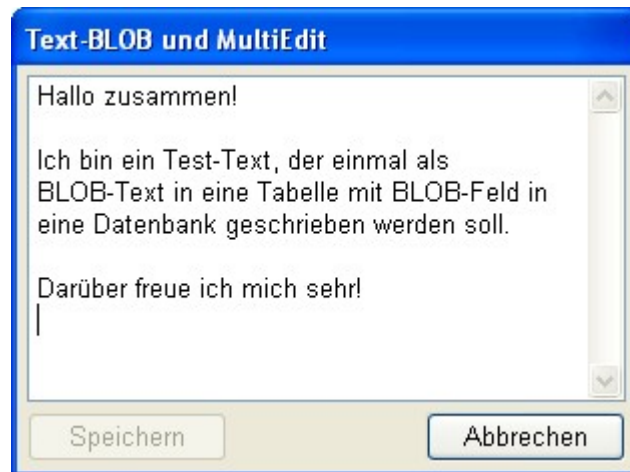 Text-BLOB und MultiEdit
Hallo zusammen!
Ich bin ein Test-Text, der einmal als
BLOB-Text in eine Tabelle mit BLOB-Feld in
eine Datenbank geschrieben werden soll.
Darüber freue ich mich sehr!
Speichern
Abbrechen